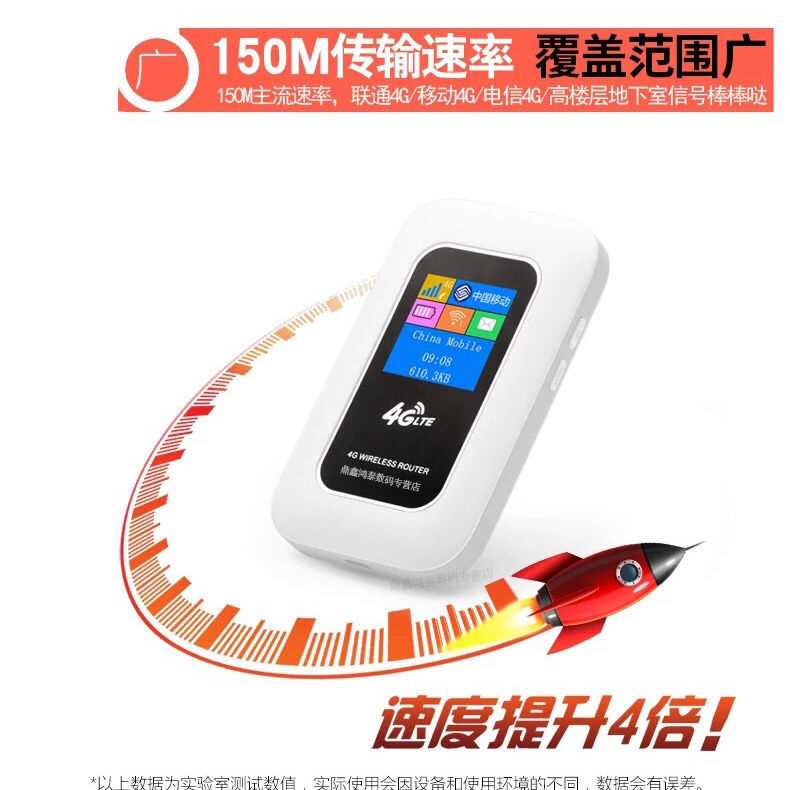 广
150M传输速率 覆盖范围广
150M主流速率，联通4G/移动4G/电信4G/高楼层地下室信号棒棒哒
4G
中国移动
China Mobile
09:08
610.3KB
4G LTE
4G WIRELESS ROUTER
鼎鑫鸿泰数码专营店
速度提升4倍！
*以上数据为实验室测试数值，实际使用会因设备和使用环境的不同，数据会有误差。